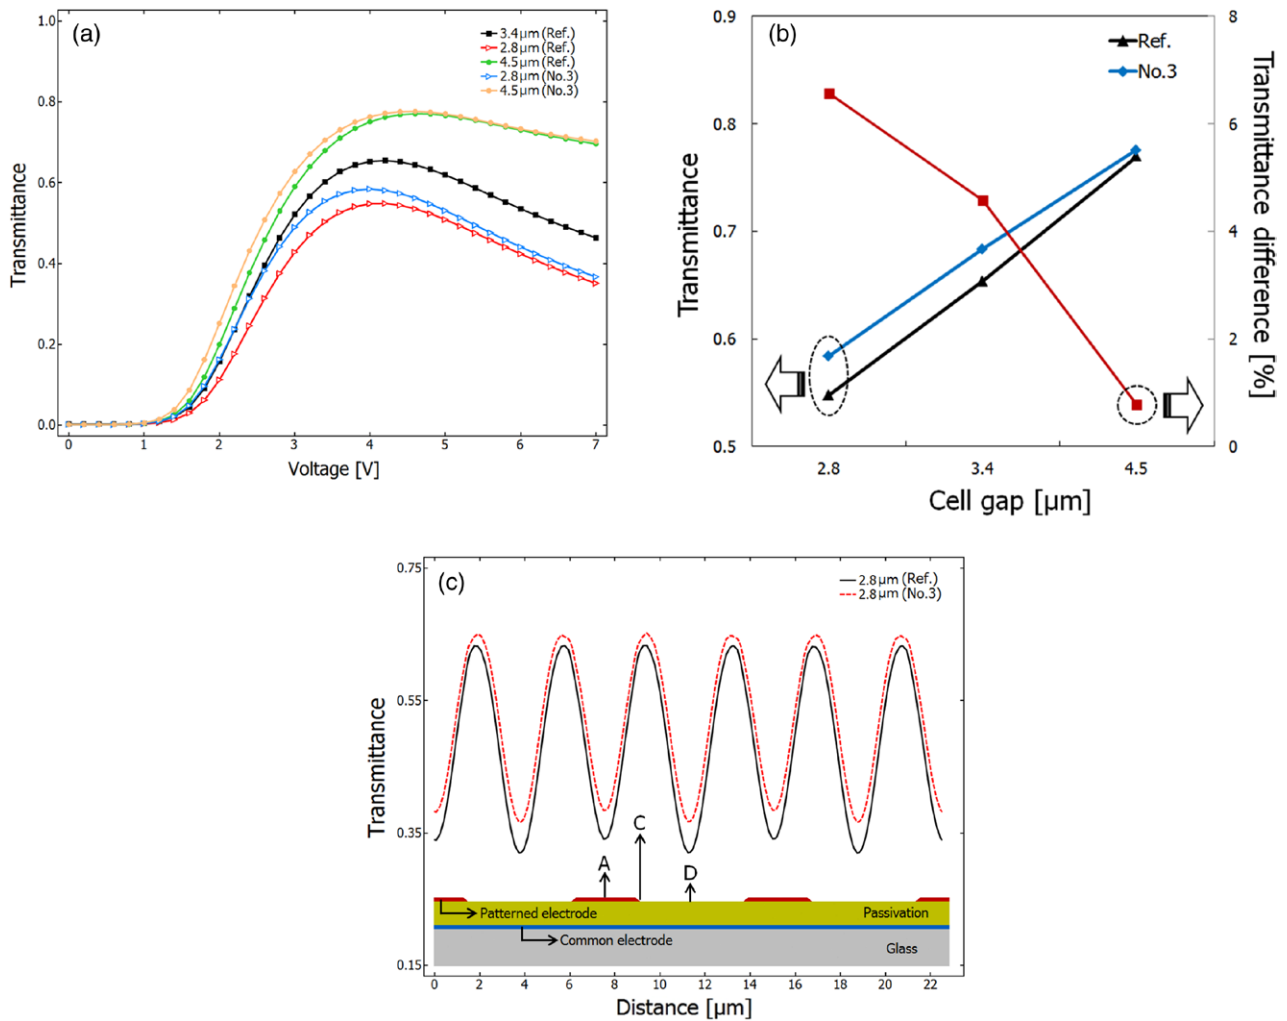 (a)
3.4μm (Ref.)
2.8μm (Ref.)
4.5μm (Ref.)
2.8μm (No.3)
4.5μm (No.3)
1.0
0.8
0.6
0.4
0.2
0.0
Transmittance
0 1 2 3 4 5 6 7
Voltage [V]
(b)
Ref.
No.3
0.9
0.8
0.7
0.6
0.5
Transmittance
8
6
4
2
0
Transmittance difference [%]
2.8 3.4 4.5
Cell gap [μm]
(c)
2.8μm (Ref.)
2.8μm (No.3)
0.75
0.55
0.35
0.15
Transmittance
C
A
D
Patterned electrode
Passivation
Common electrode
Glass
0 2 4 6 8 10 12 14 16 18 20 22
Distance [μm]